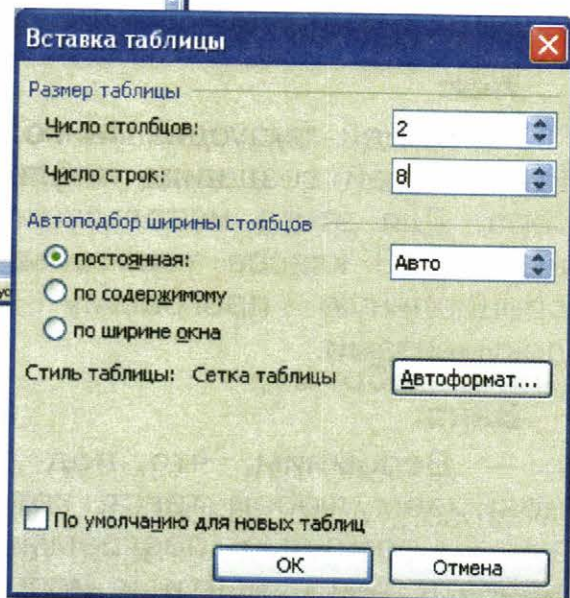 Вставка таблицы
Размер таблицы
Число столбцов: 2
Число строк: 8
Автоподбор ширины столбцов
постоянная: Авто
по содержимому
по ширине окна
Стиль таблицы: Сетка таблицы Автоформат...
По умолчанию для новых таблиц
ОК Отмена